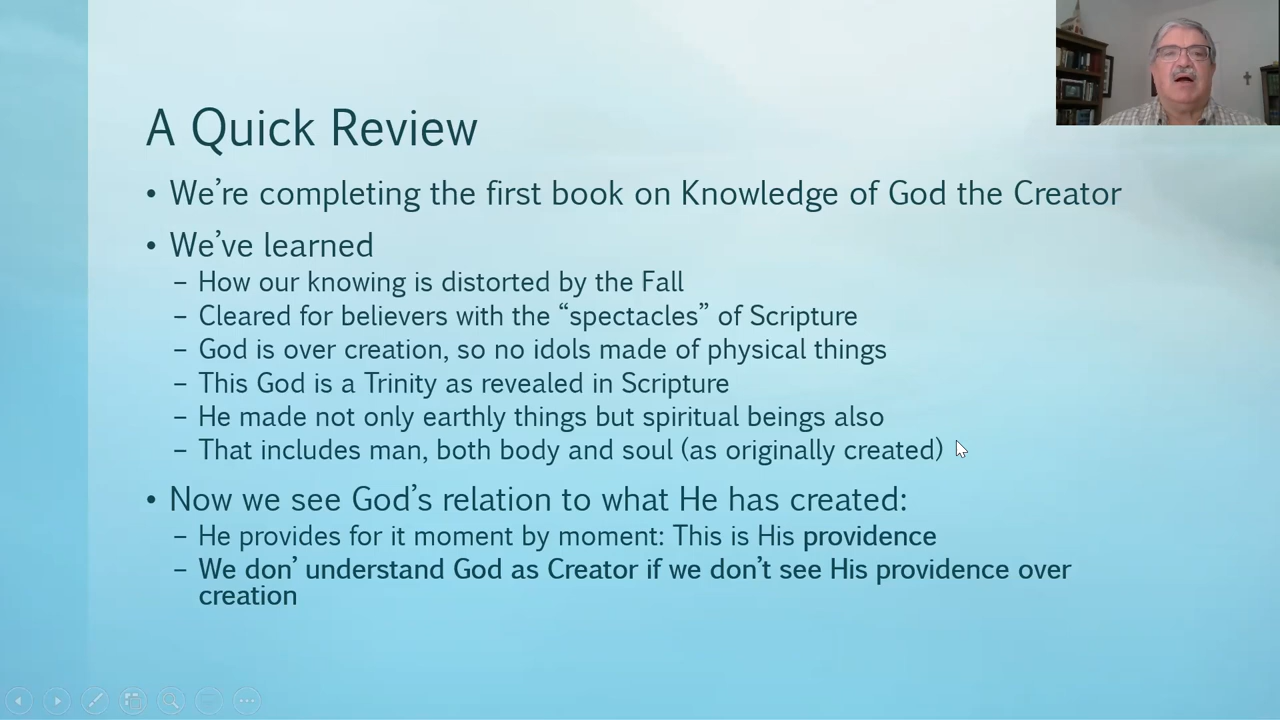 A Quick Review
• We’re completing the first book on Knowledge of God the Creator
• We’ve learned
– How our knowing is distorted by the Fall
– Cleared for believers with the “spectacles” of Scripture
– God is over creation, so no idols made of physical things
– This God is a Trinity as revealed in Scripture
– He made not only earthly things but spiritual beings also
– That includes man, both body and soul (as originally created)
• Now we see God’s relation to what He has created:
– He provides for it moment by moment: This is His providence
– We don’ understand God as Creator if we don’t see His providence over
creation